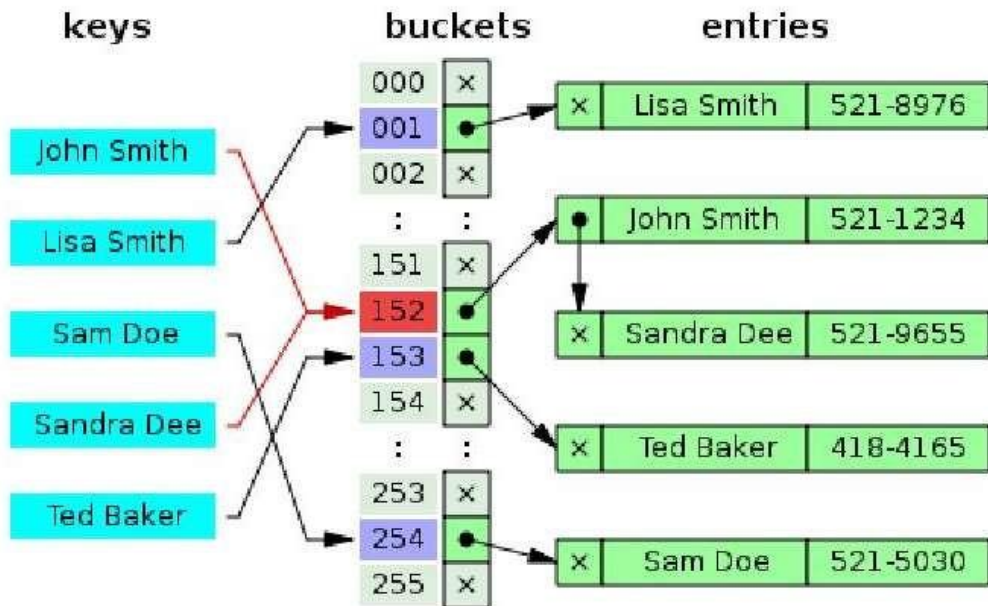 keys
buckets
entries
John Smith
Lisa Smith
Sam Doe
Sandra Dee
Ted Baker
000 ×
001
002 ×
: :
151 ×
152
153
154 ×
: :
253 ×
254
255 ×
× Lisa Smith 521-8976
John Smith 521-1234
× Sandra Dee 521-9655
× Ted Baker 418-4165
× Sam Doe 521-5030